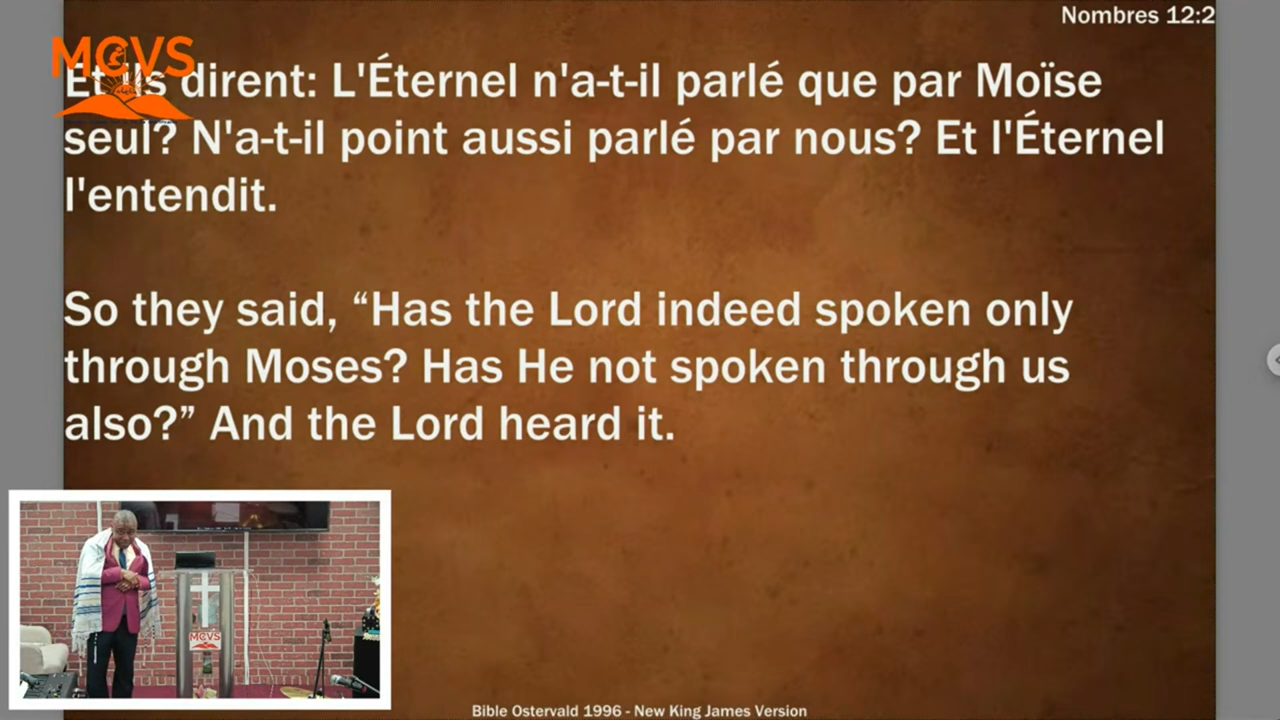 Nombres 12:2
MCVS
Et ils dirent: L'Éternel n'a-t-il parlé que par Moïse
seul? N'a-t-il point aussi parlé par nous? Et l'Éternel
l'entendit.
So they said, “Has the Lord indeed spoken only
through Moses? Has He not spoken through us
also?” And the Lord heard it.
MCVS
Bible Ostervald 1996 - New King James Version